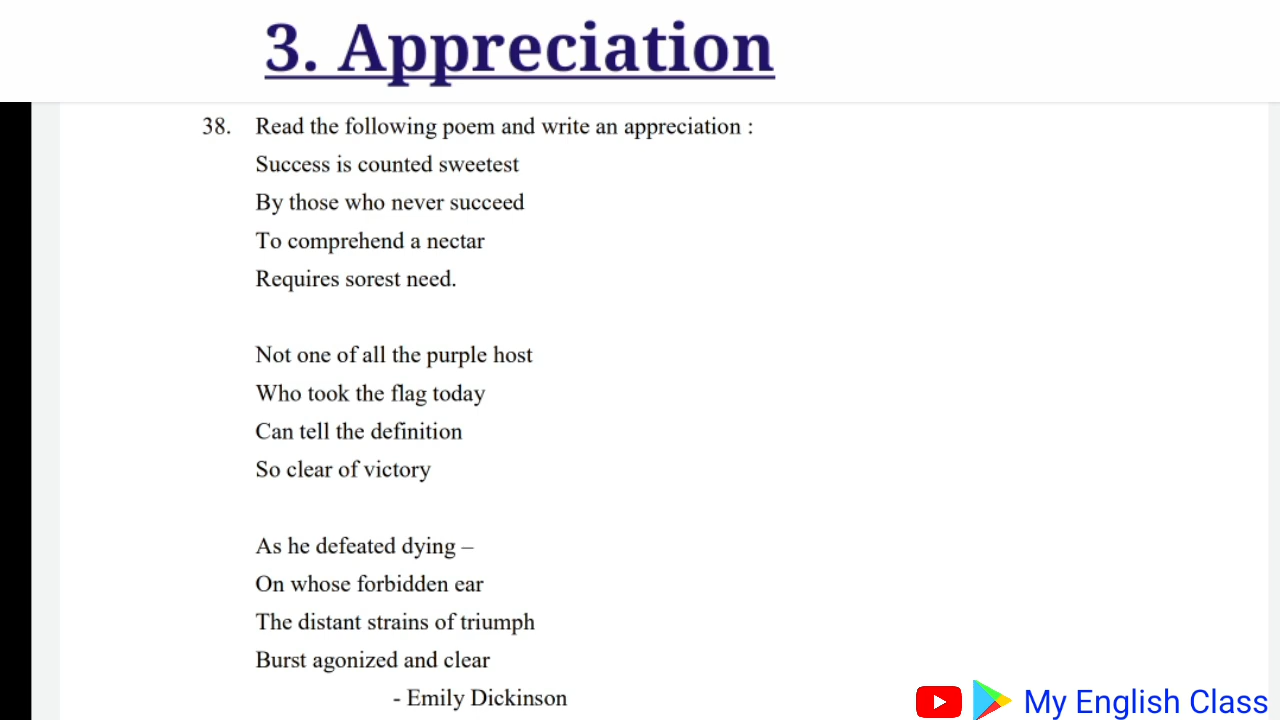 3. Appreciation
38. Read the following poem and write an appreciation :
Success is counted sweetest
By those who never succeed
To comprehend a nectar
Requires sorest need.
Not one of all the purple host
Who took the flag today
Can tell the definition
So clear of victory
As he defeated dying –
On whose forbidden ear
The distant strains of triumph
Burst agonized and clear
- Emily Dickinson
My English Class